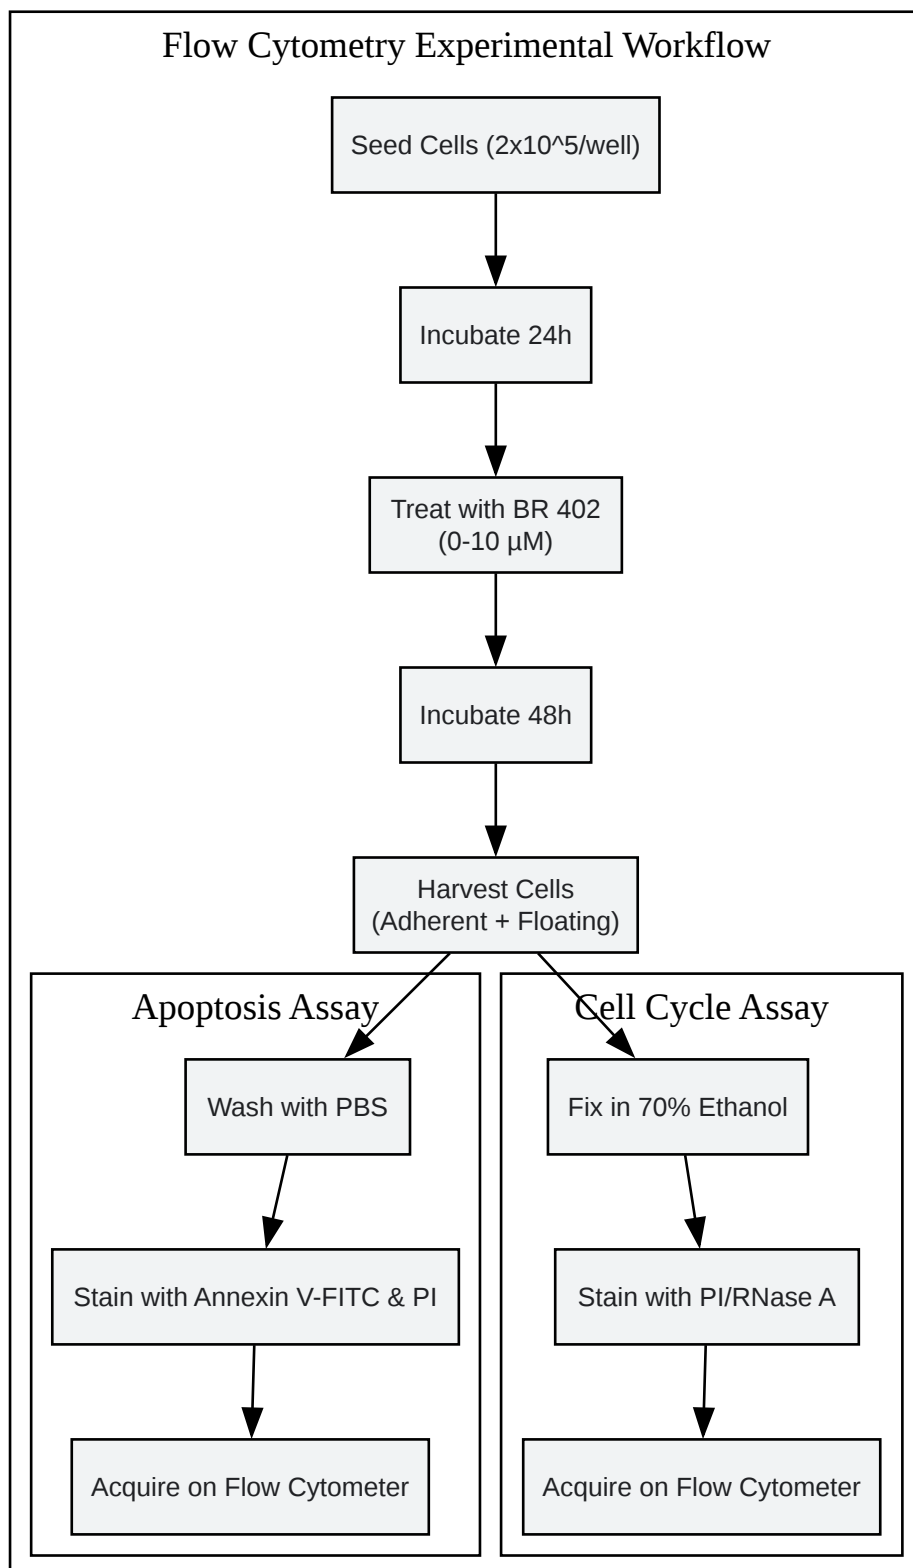 Flow Cytometry Experimental Workflow
Seed Cells (2x10^5/well)
Incubate 24h
Treat with BR 402
(0-10 µM)
Incubate 48h
Harvest Cells
(Adherent + Floating)
Apoptosis Assay
Wash with PBS
Stain with Annexin V-FITC & PI
Acquire on Flow Cytometer
Cell Cycle Assay
Fix in 70% Ethanol
Stain with PI/RNase A
Acquire on Flow Cytometer